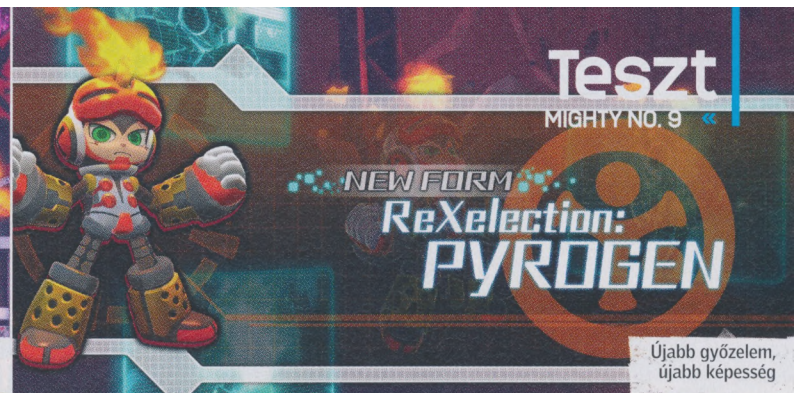 Teszt
MIGHTY NO. 9 «
NEW FORM
ReXelection:
PYROGEN
Újabb győzelem,
újabb képesség